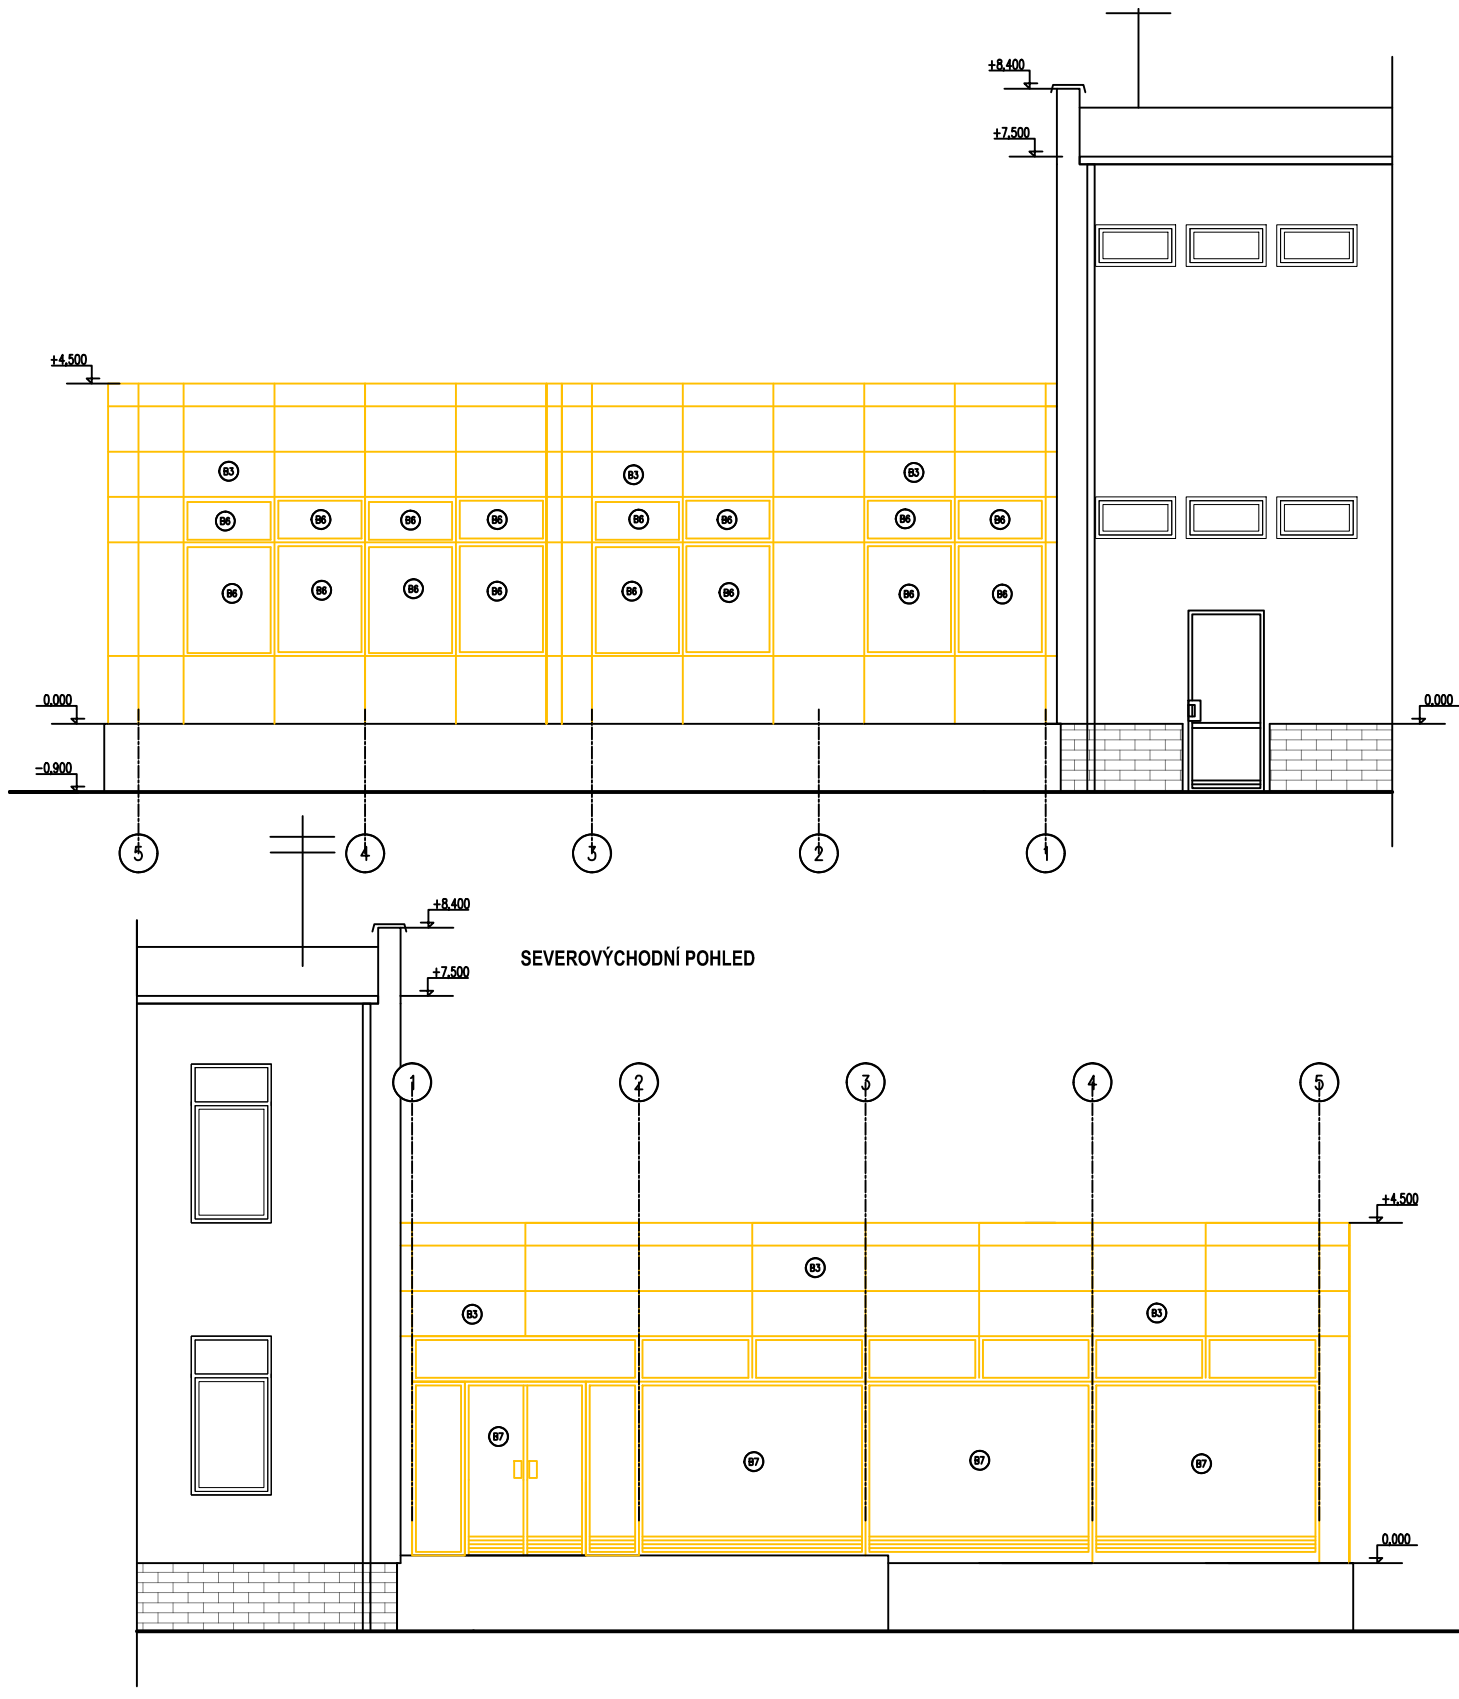 +8,400
+7,500
+4,500
B3 B3 B3
B6 B6 B6 B6 B6 B6 B6 B6
B6 B6 B6 B6 B6 B6 B6 B6
0,000 0,000
-0,900
5 4 3 2 1
+8,400
SEVEROVÝCHODNÍ POHLED
+7,500
1 2 3 4 5
+4,500
B3
B3 B3
B7 B7 B7 B7
0,000